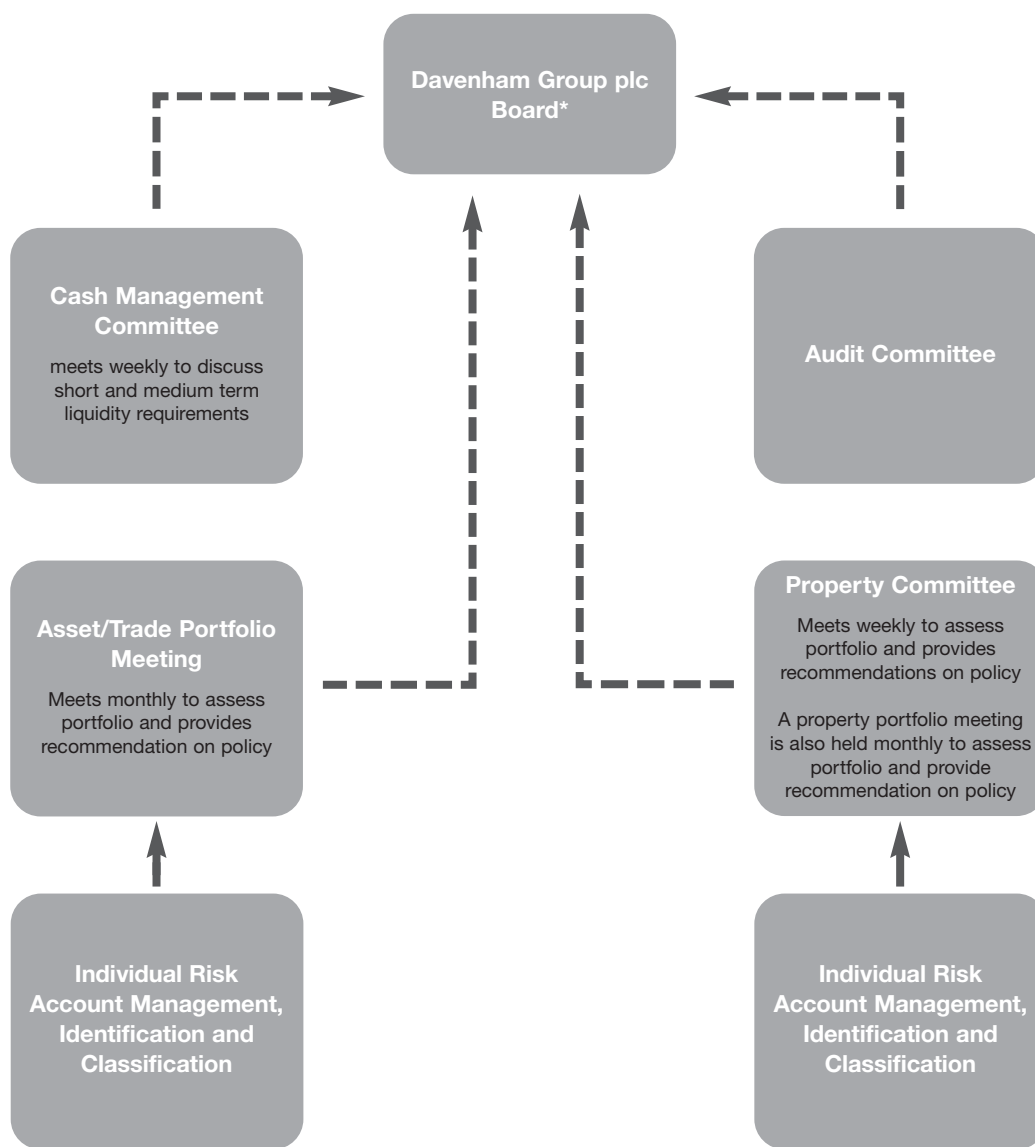 Davenham Group plc
Board*
Cash Management
Committee
meets weekly to discuss
short and medium term
liquidity requirements
Audit Committee
Asset/Trade Portfolio
Meeting
Meets monthly to assess
portfolio and provides
recommendation on policy
Property Committee
Meets weekly to assess
portfolio and provides
recommendations on policy
A property portfolio meeting
is also held monthly to assess
portfolio and provide
recommendation on policy
Individual Risk
Account Management,
Identification and
Classification
Individual Risk
Account Management,
Identification and
Classification